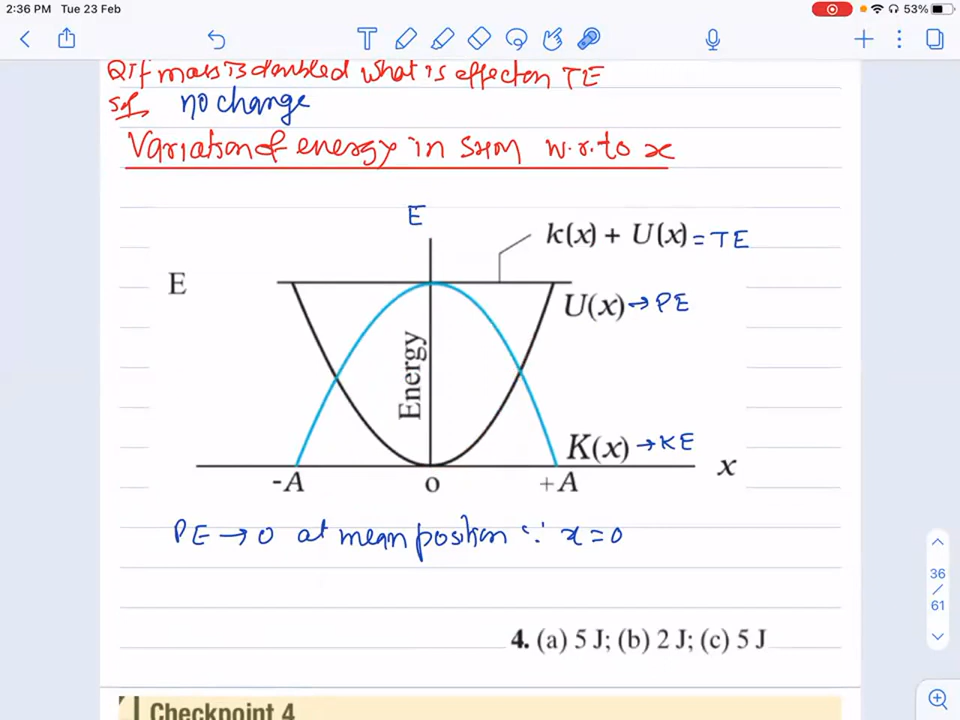 2:36 PM Tue 23 Feb
53%
Q If mass is doubled what is effect on TE
Sol. no change
Variation of energy in SHM w.r.to x
E
k(x) + U(x) = TE
E
U(x) → PE
Energy
K(x) → KE
x
-A 0 +A
PE → 0 at mean position ∵ x = 0
36
/
61
4. (a) 5 J; (b) 2 J; (c) 5 J
Checkpoint 4